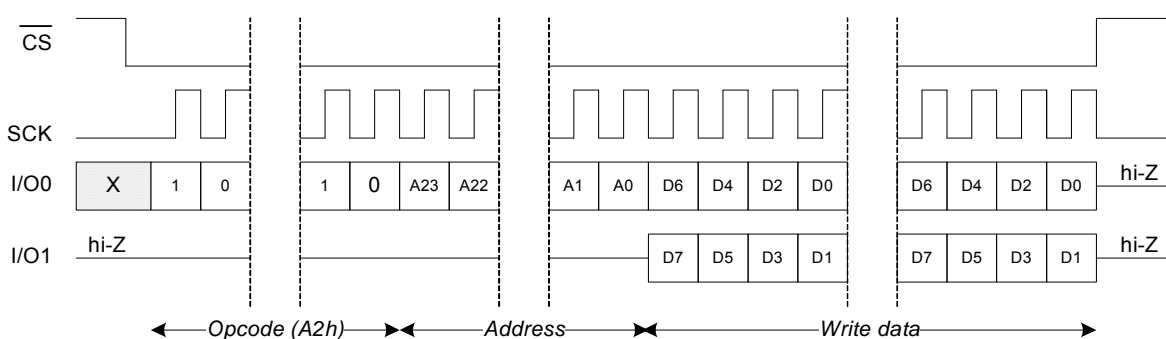 CS
SCK
I/O0 X 1 0 1 0 A23 A22 A1 A0 D6 D4 D2 D0 D6 D4 D2 D0 hi-Z
I/O1 hi-Z D7 D5 D3 D1 D7 D5 D3 D1 hi-Z
Opcode (A2h) Address Write data